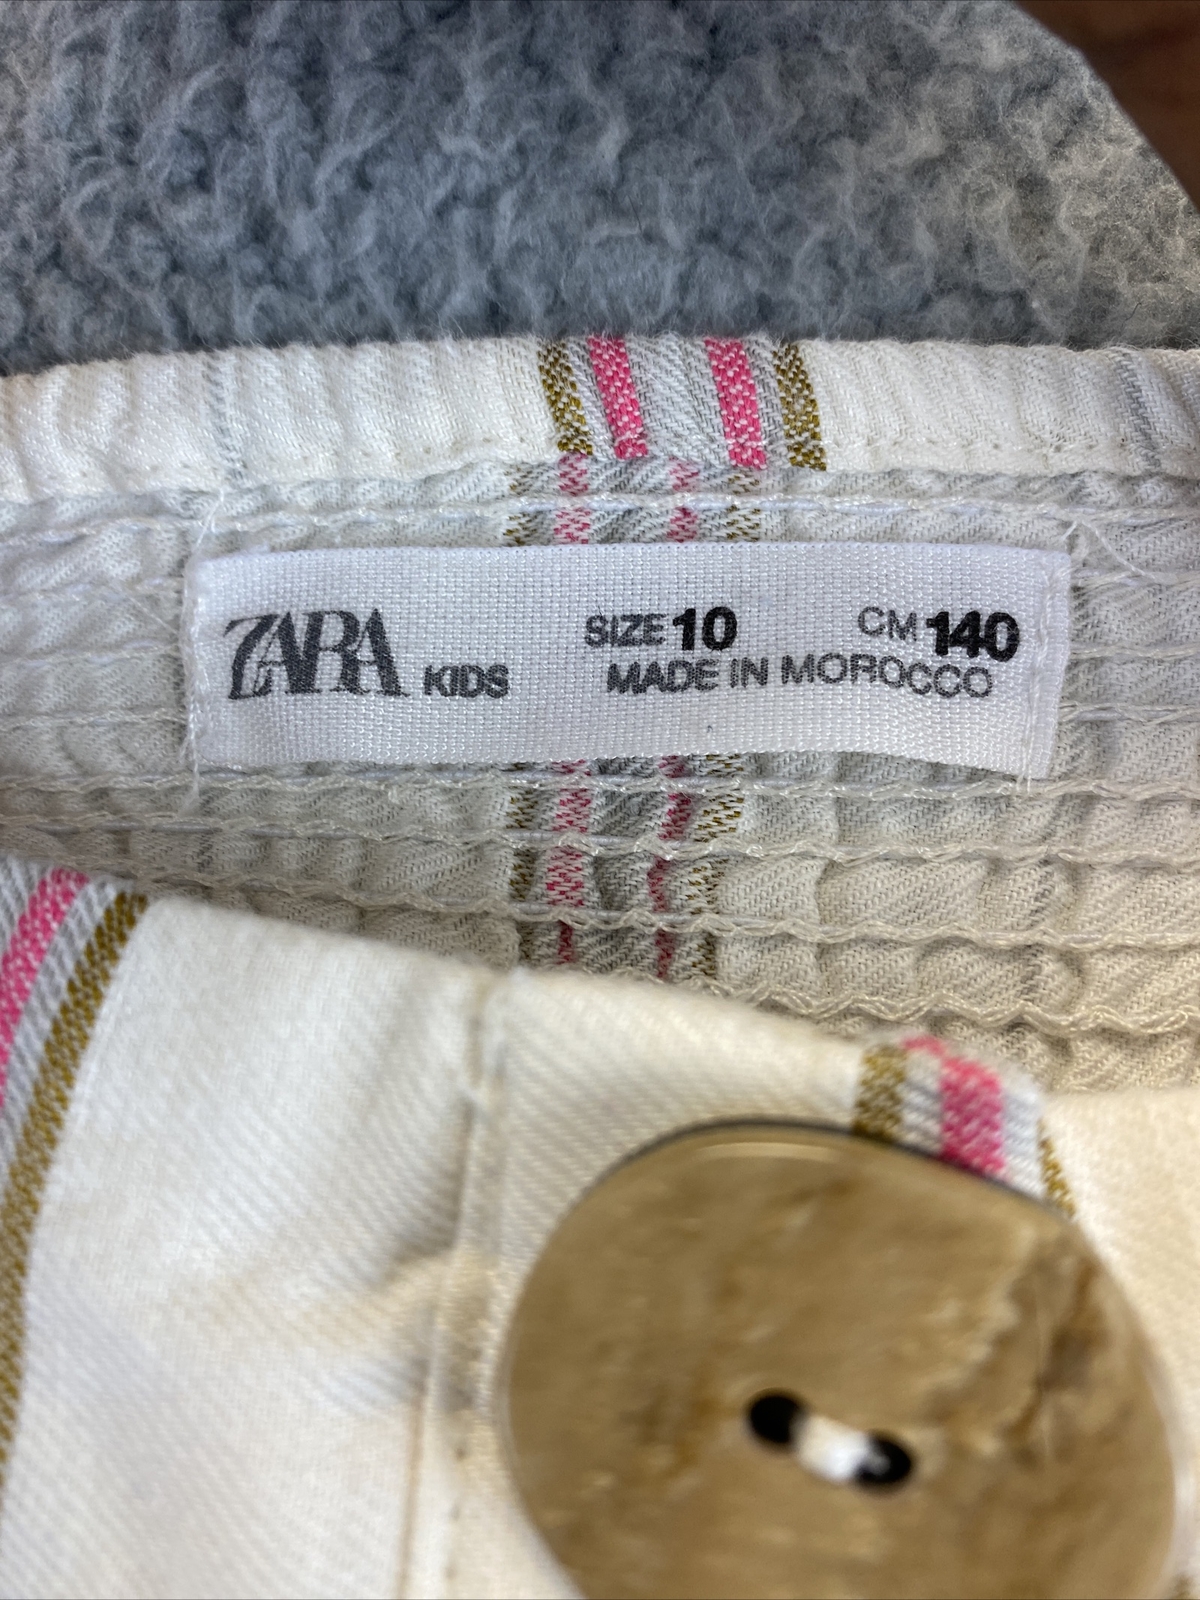 ZARA KIDS
SIZE 10 CM 140
MADE IN MOROCCO